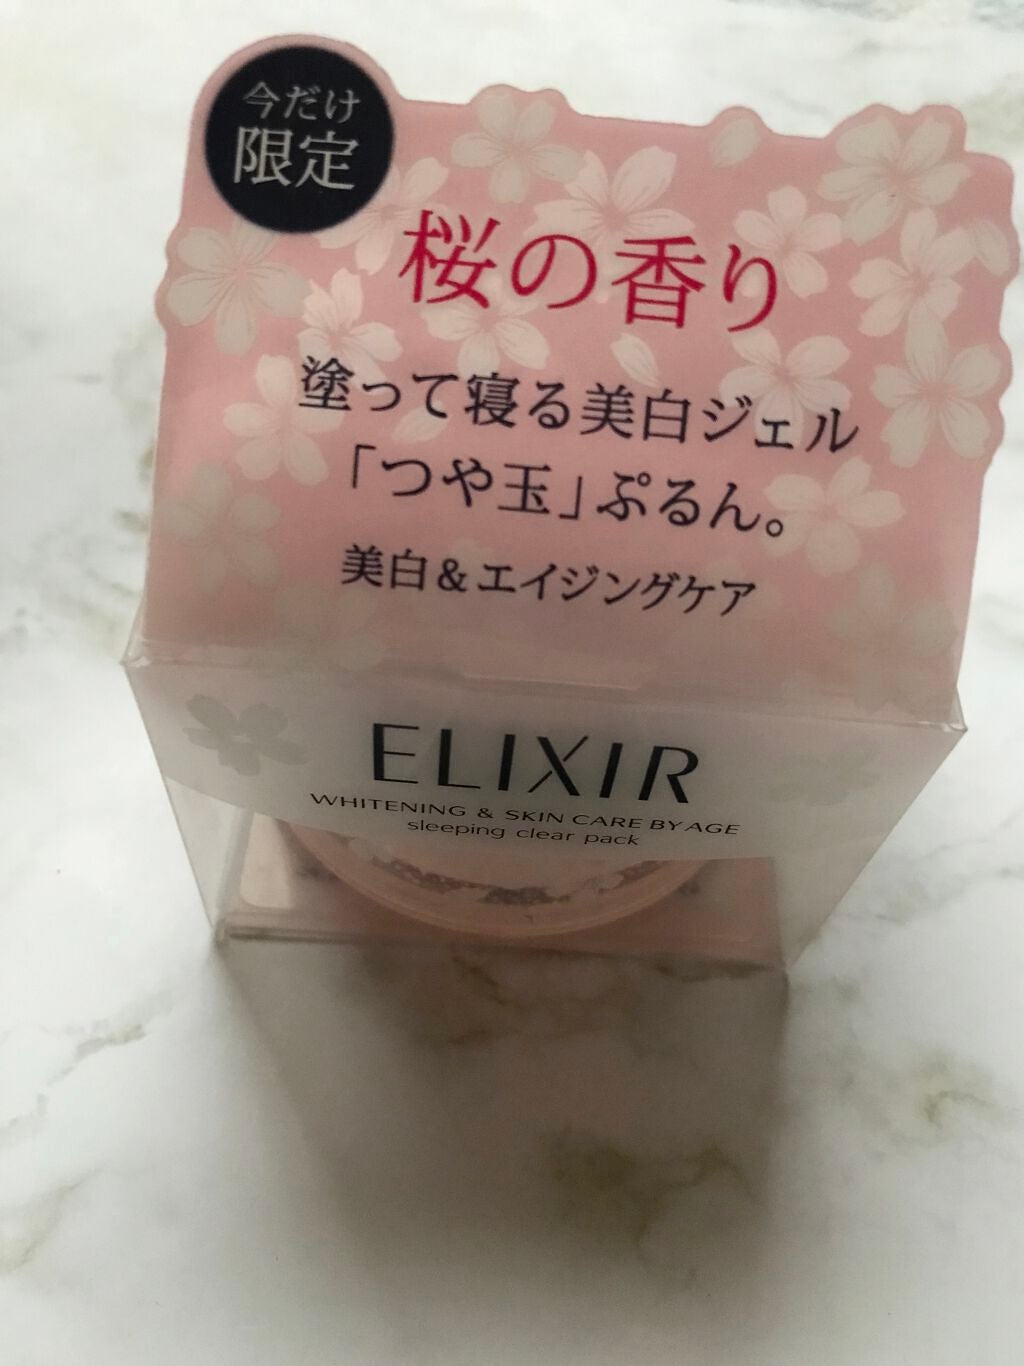 今だけ
限定
桜の香り
塗って寝る美白ジェル
「つや玉」ぷるん。
美白&エイジングケア
ELIXIR
WHITENING & SKIN CARE BY AGE
sleeping clear pack